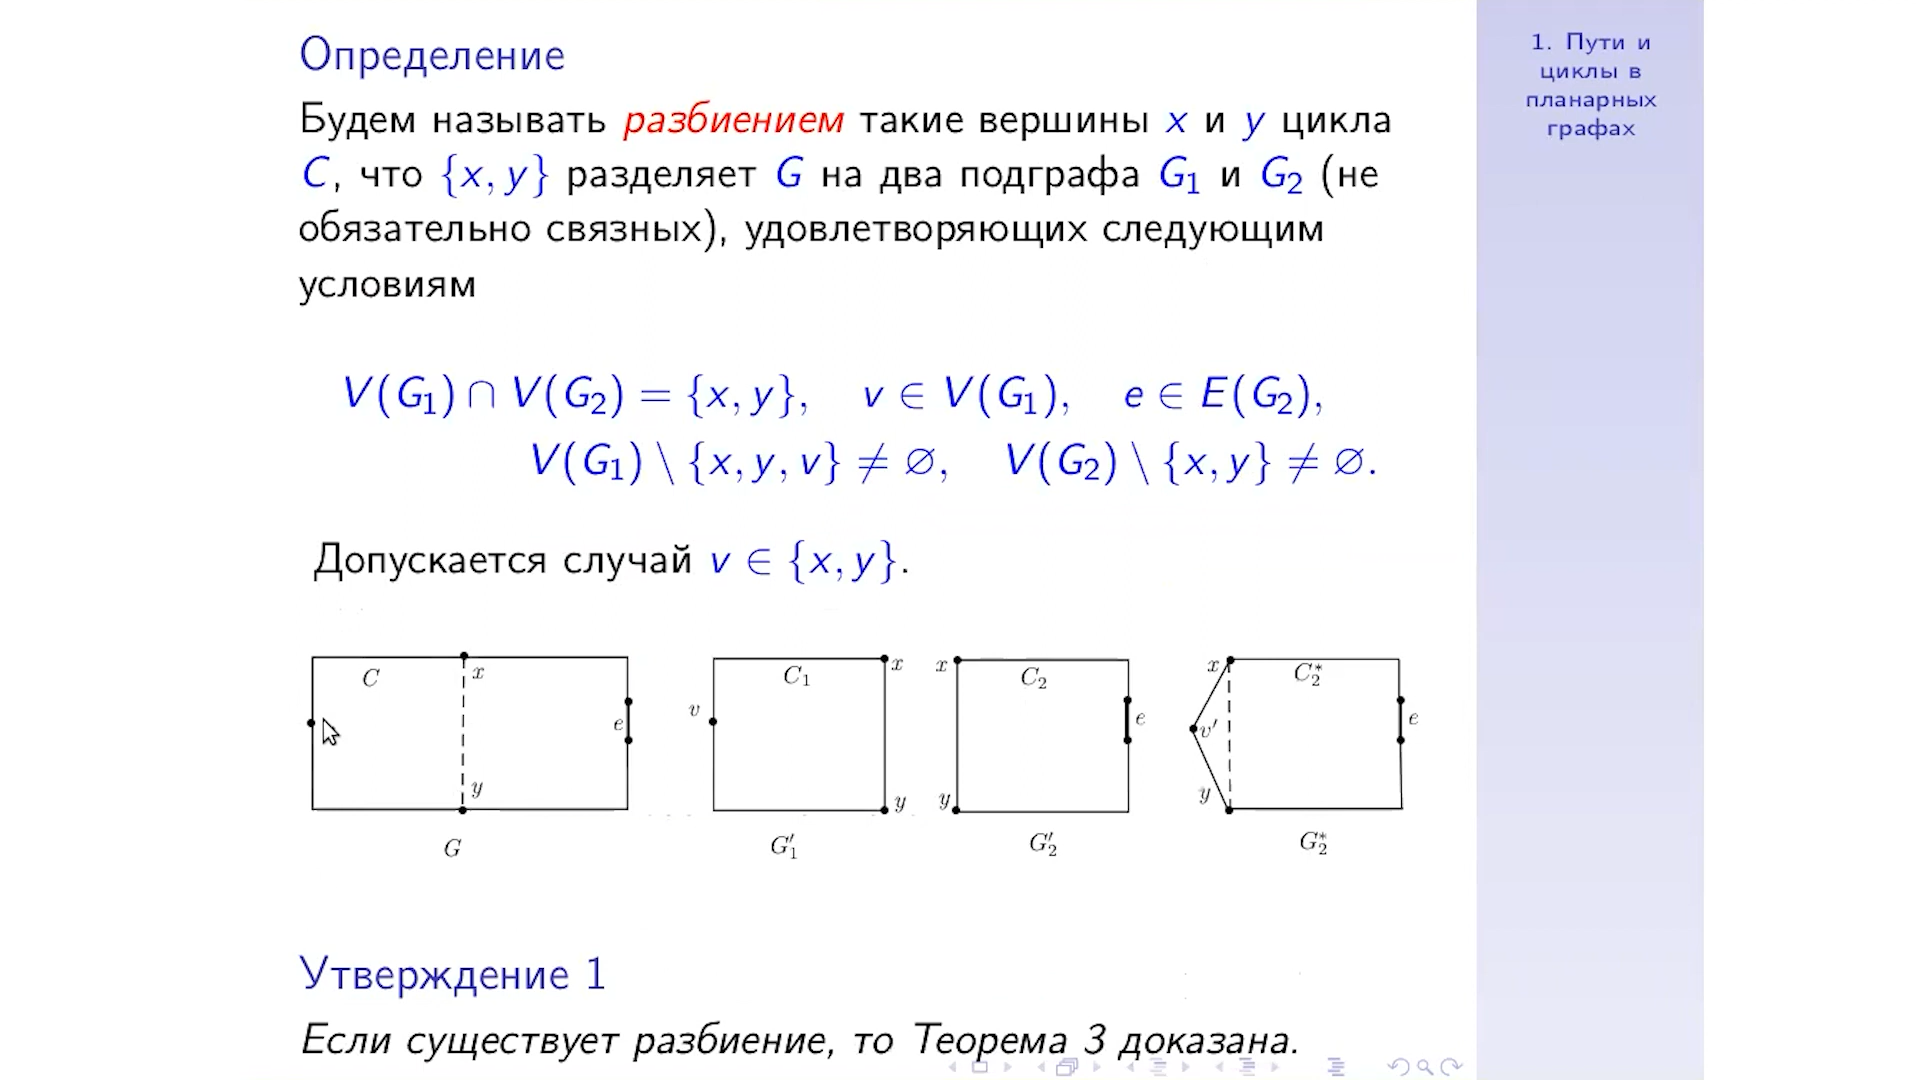 Определение
Будем называть разбиением такие вершины x и y цикла
C, что {x, y} разделяет G на два подграфа G₁ и G₂ (не
обязательно связных), удовлетворяющих следующим
условиям
V(G₁) ∩ V(G₂) = {x, y}, v ∈ V(G₁), e ∈ E(G₂),
V(G₁) \ {x, y, v} ≠ ∅, V(G₂) \ {x, y} ≠ ∅.
Допускается случай v ∈ {x, y}.
C x e y
G
v C₁ x y
G′₁
x C₂ e y
G′₂
x C₂* v′ e y
G₂*
Утверждение 1
Если существует разбиение, то Теорема 3 доказана.
1. Пути и
циклы в
планарных
графах